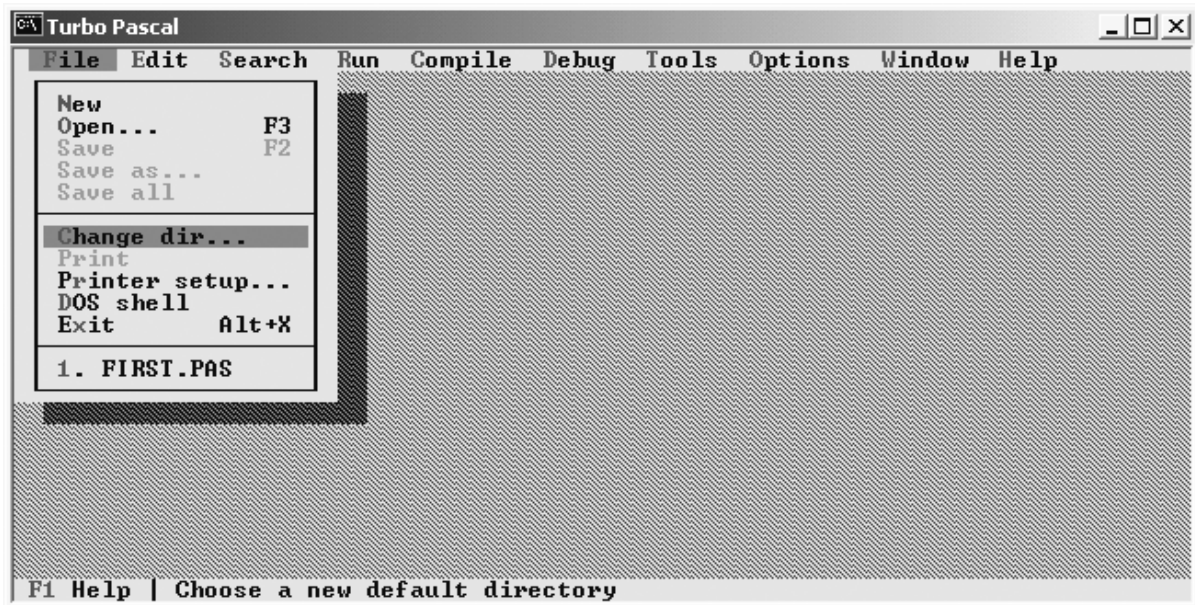 Turbo Pascal
File Edit Search Run Compile Debug Tools Options Window Help
New
Open... F3
Save F2
Save as...
Save all
Change dir...
Print
Printer setup...
DOS shell
Exit Alt+X
1. FIRST.PAS
F1 Help | Choose a new default directory